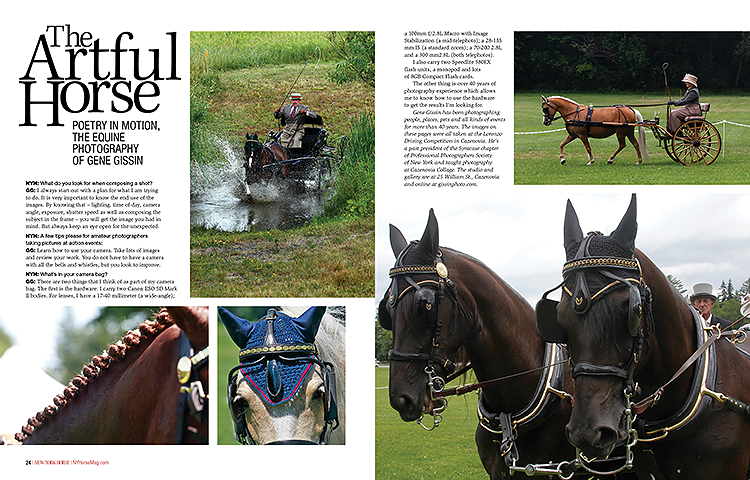 The
Artful
Horse
POETRY IN MOTION,
THE EQUINE
PHOTOGRAPHY
OF GENE GISSIN
NYH: What do you look for when composing a shot?
GG: I always start out with a plan for what I am trying
to do. It is very important to know the end use of the
images. By knowing that – lighting, time of day, camera
angle, exposure, shutter speed as well as composing the
subject in the frame – you will get the image you had in
mind. But always keep an eye open for the unexpected.
NYH: A few tips please for amateur photographers
taking pictures at action events:
GG: Learn how to use your camera. Take lots of images
and review your work. You do not have to have a camera
with all the bells and whistles, but you look to improve.
NYH: What's in your camera bag?
GG: There are two things that I think of as part of my camera
bag. The first is the hardware: I carry two Canon ESO 5D Mark
II bodies. For lenses, I have a 17-40 millimeter (a wide-angle);
24 | NEW YORK HORSE | NYHorseMag.com
a 100mm f/2.8L Macro with Image
Stabilization (a mid-telephoto); a 28-135
mm IS (a standard zoom); a 70-200 2.8L
and a 300 mm2.8L (both telephotos).
I also carry two Speedlite 580EX
flash units, a monopod and lots
of 8GB Compact Flash cards.
The other thing is over 40 years of
photography experience which allows
me to know how to use the hardware
to get the results I'm looking for.
Gene Gissin has been photographing
people, places, pets and all kinds of events
for more than 40 years. The images on
these pages were all taken at the Lorenzo
Driving Competition in Cazenovia. He's
a past president of the Syracuse chapter
of Professional Photographers Society
of New York and taught photography
at Cazenovia Collage. The studio and
gallery are at 25 William St., Cazenovia
and online at gissinphoto.com.